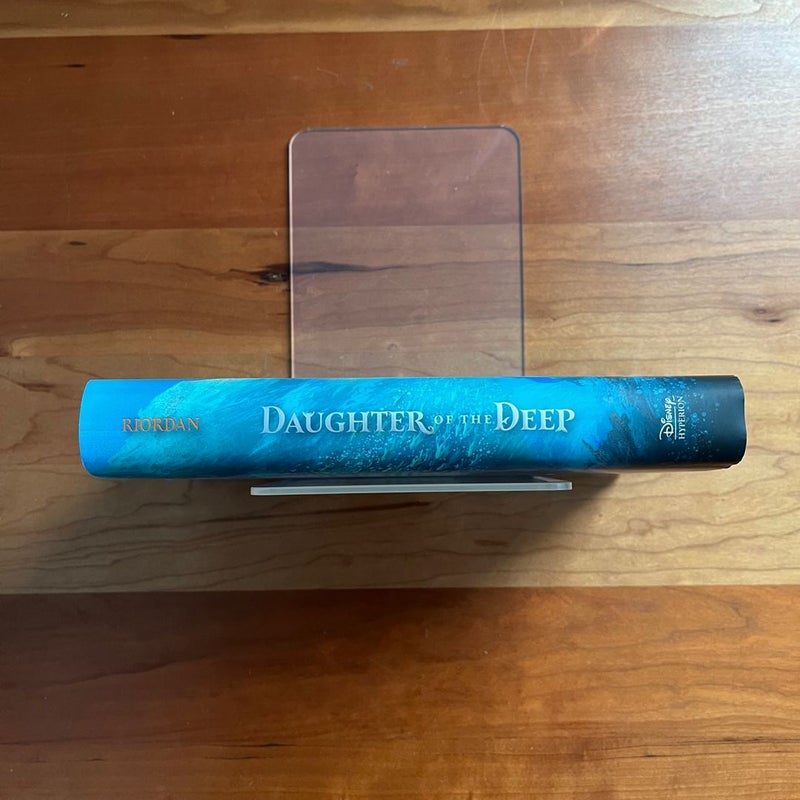 RIORDAN
DAUGHTER OF THE DEEP
Disney
HYPERION